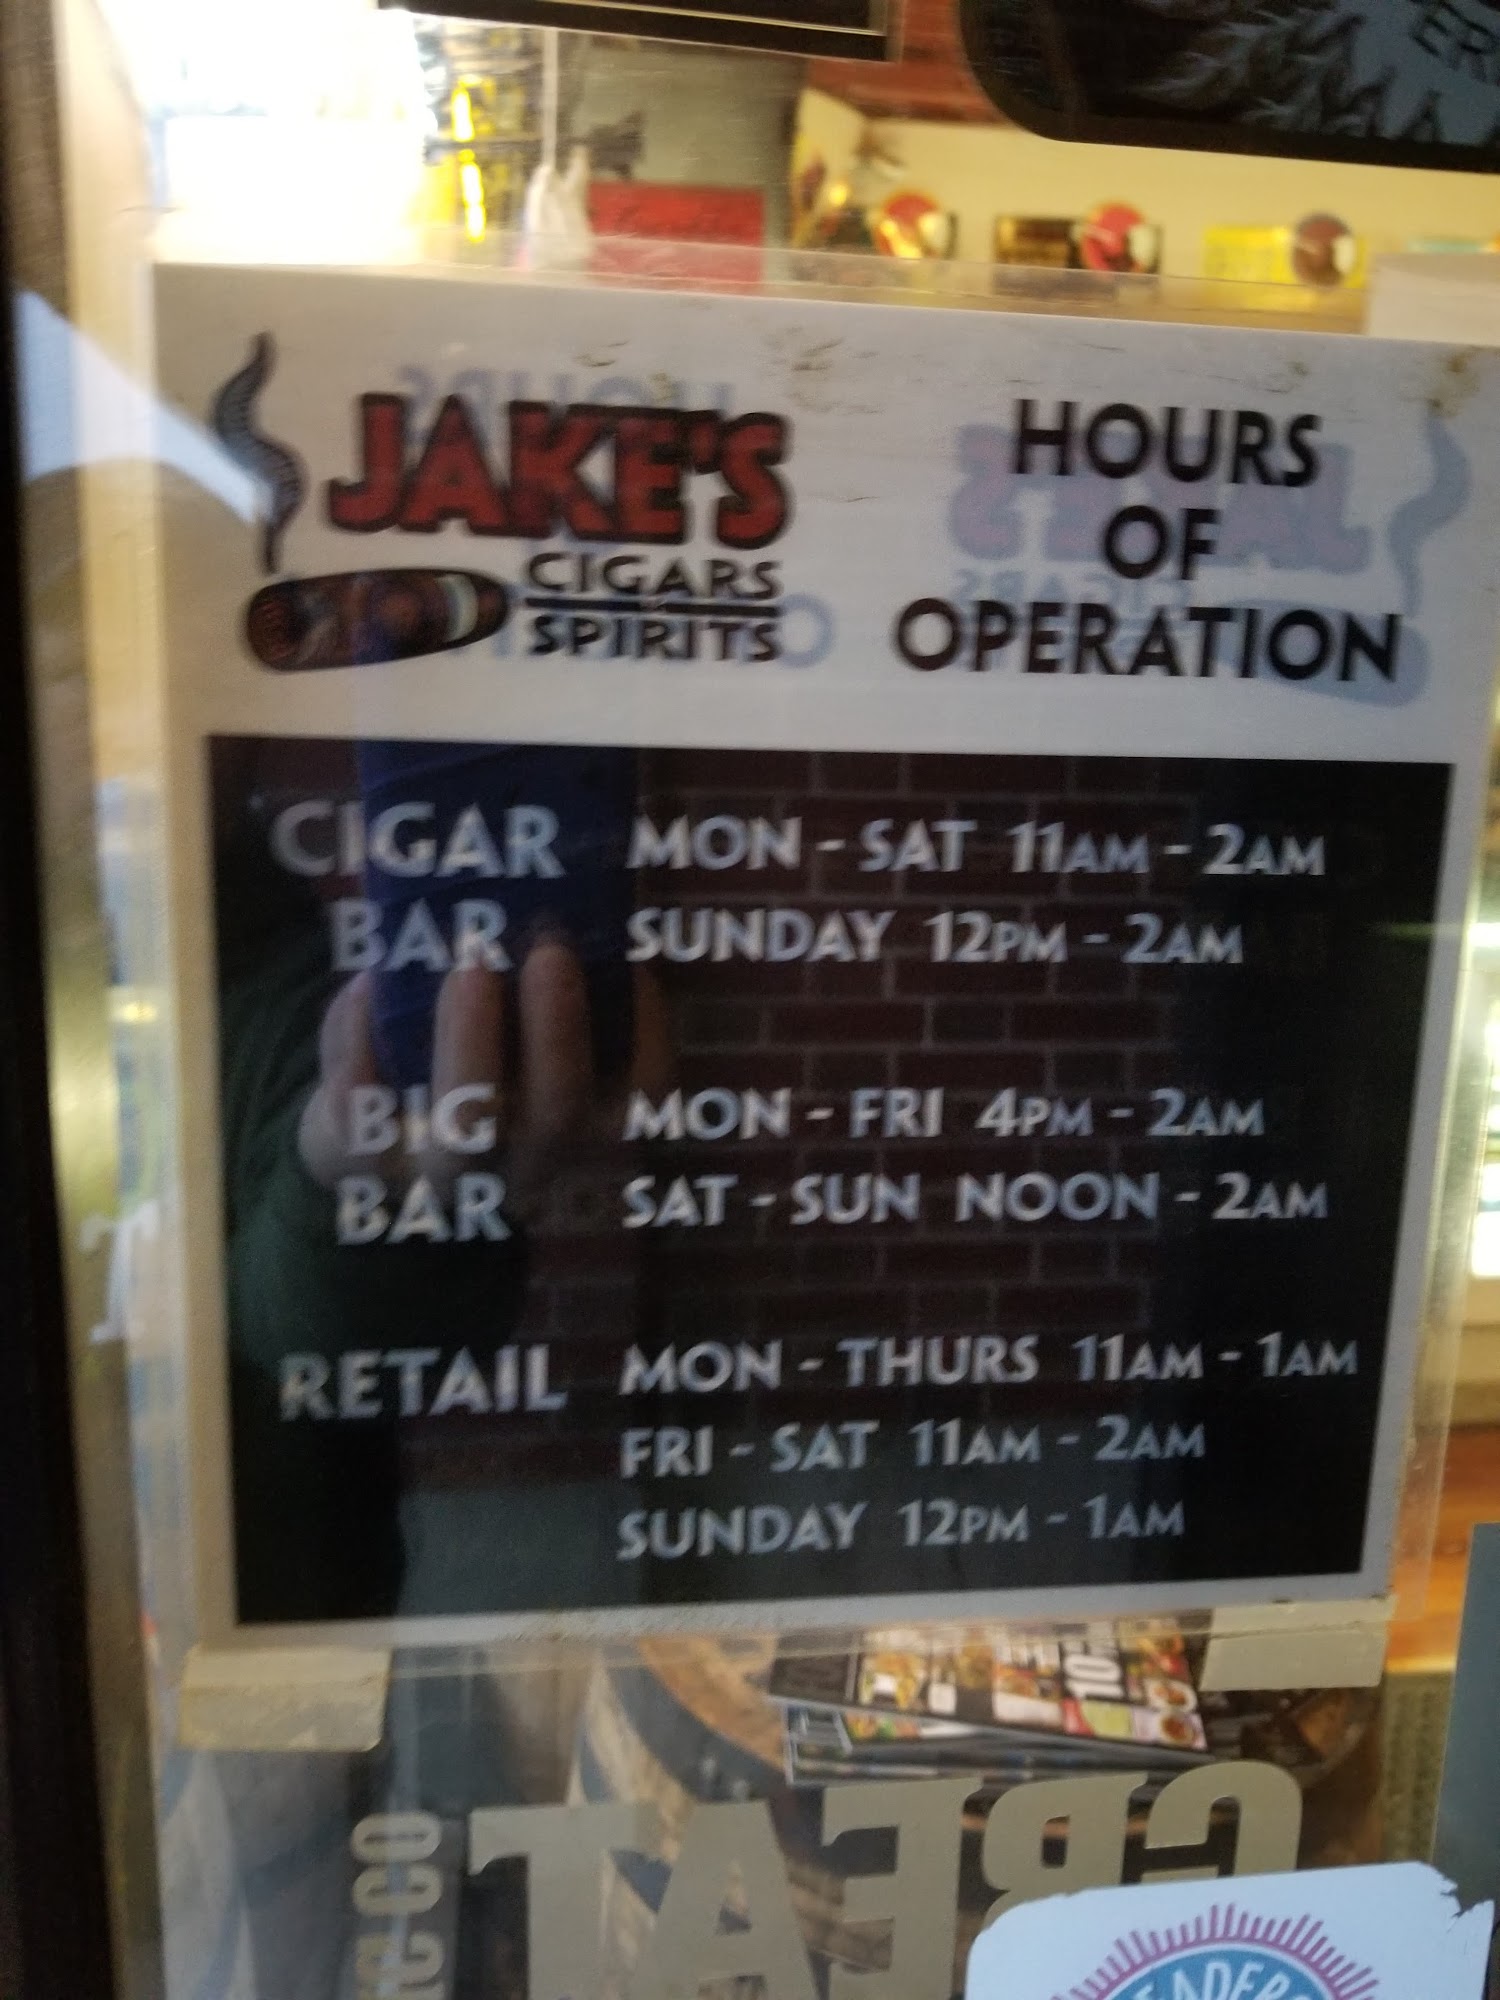 JAKE'S
CIGARS
SPIRITS
HOURS
OF
OPERATION
CIGAR MON - SAT 11AM - 2AM
BAR SUNDAY 12PM - 2AM
BIG MON - FRI 4PM - 2AM
BAR SAT - SUN NOON - 2AM
RETAIL MON - THURS 11AM - 1AM
FRI - SAT 11AM - 2AM
SUNDAY 12PM - 1AM
GREAT